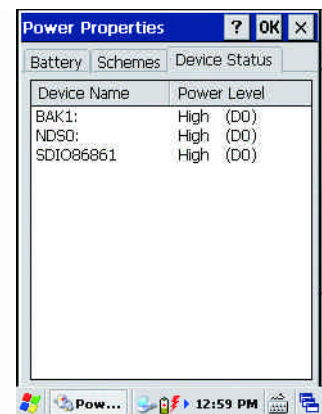 Power Properties ? OK ×
Battery Schemes Device Status
Device Name Power Level
BAK1: High (D0)
NDS0: High (D0)
SDIO86861 High (D0)
Pow... 12:59 PM